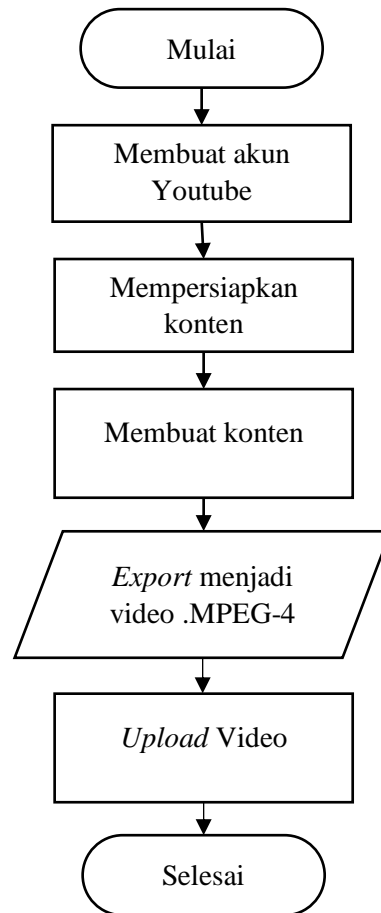 Mulai
Membuat akun
Youtube
Mempersiapkan
konten
Membuat konten
Export menjadi
video .MPEG-4
Upload Video
Selesai